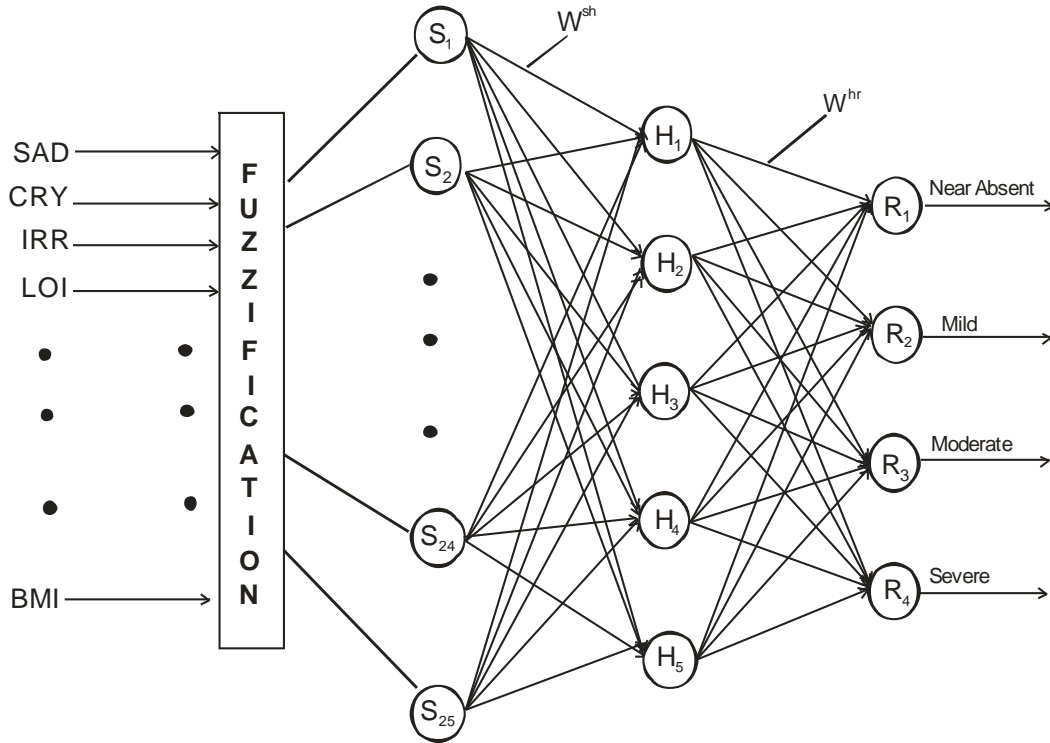 SAD
CRY
IRR
LOI
BMI
FUZZIFICATION
S1
S2
S24
S25
W^sh
H1
H2
H3
H4
H5
W^hr
R1
R2
R3
R4
Near Absent
Mild
Moderate
Severe